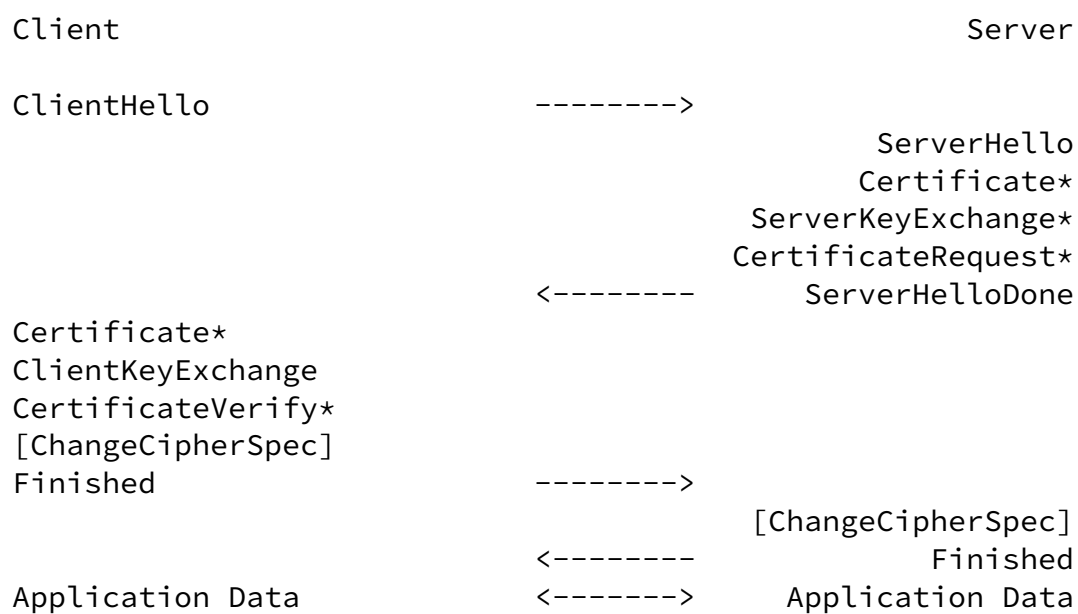 Client Server
ClientHello -------->
ServerHello
Certificate*
ServerKeyExchange*
CertificateRequest*
<-------- ServerHelloDone
Certificate*
ClientKeyExchange
CertificateVerify*
[ChangeCipherSpec]
Finished -------->
[ChangeCipherSpec]
<-------- Finished
Application Data <-------> Application Data